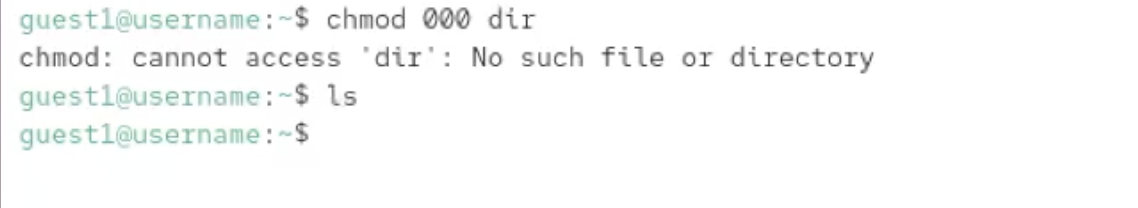 guest1@username:~$ chmod 000 dir
chmod: cannot access 'dir': No such file or directory
guest1@username:~$ ls
guest1@username:~$